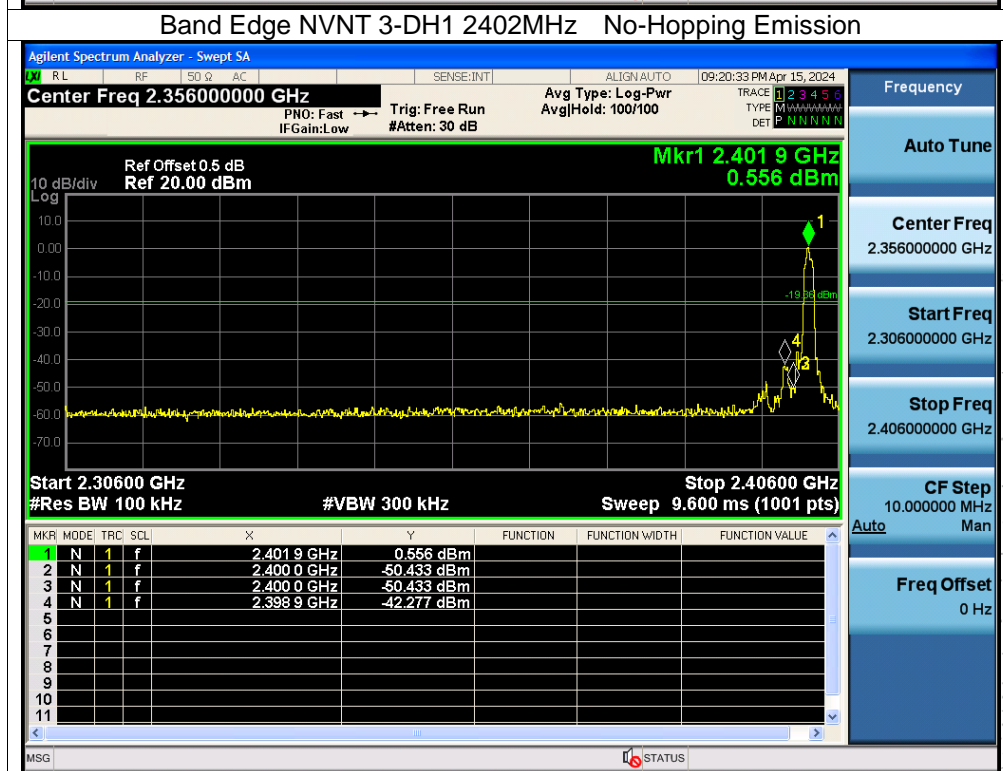 Band Edge NVNT 3-DH1 2402MHz No-Hopping Emission
Agilent Spectrum Analyzer - Swept SA
LXI RL RF 50 Ω AC SENSE:INT ALIGN AUTO 09:20:33 PM Apr 15, 2024
Center Freq 2.356000000 GHz
PNO: Fast
IFGain:Low
Trig: Free Run
#Atten: 30 dB
Avg Type: Log-Pwr
Avg|Hold: 100/100
TRACE 1 2 3 4 5 6
TYPE M WWWWW
DET P N N N N N
Ref Offset 0.5 dB
10 dB/div Ref 20.00 dBm
Log
Mkr1 2.401 9 GHz
0.556 dBm
10.0
0.00
-10.0
-20.0
-30.0
-40.0
-50.0
-60.0
-70.0
1
-19.36 dBm
4
3
Start 2.30600 GHz Stop 2.40600 GHz
#Res BW 100 kHz #VBW 300 kHz Sweep 9.600 ms (1001 pts)
MKR MODE TRC SCL X Y FUNCTION FUNCTION WIDTH FUNCTION VALUE
1 N 1 f 2.401 9 GHz 0.556 dBm
2 N 1 f 2.400 0 GHz -50.433 dBm
3 N 1 f 2.400 0 GHz -50.433 dBm
4 N 1 f 2.398 9 GHz -42.277 dBm
5
6
7
8
9
10
11
MSG STATUS
Frequency
Auto Tune
Center Freq
2.356000000 GHz
Start Freq
2.306000000 GHz
Stop Freq
2.406000000 GHz
CF Step
10.000000 MHz
Auto Man
Freq Offset
0 Hz